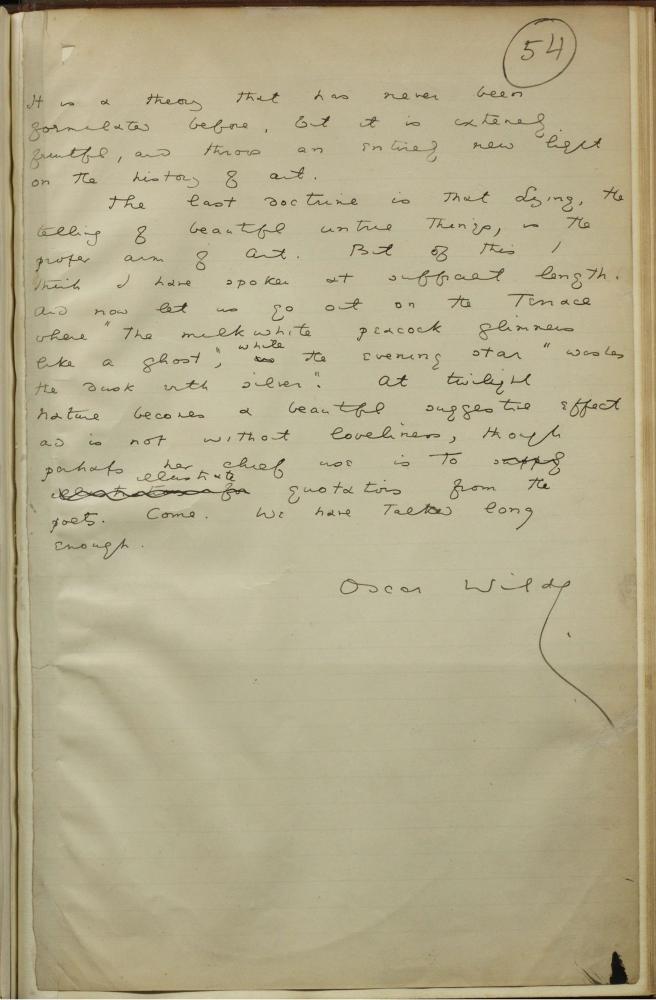 54
It is a theory that has never been
formulated before, but it is extremely
fruitful, and throws an entirely new light
on the history of art.
The last doctrine is that Lying, the
telling of beautiful untrue things, is the
proper aim of Art. But of this I
think I have spoken at sufficient length.
And now let us go out on the Terrace
where "the milk white peacock glimmers
like a ghost", while the evening star "washes
the dusk with silver". At twilight
nature becomes a beautiful suggestive effect
and is not without loveliness, though
perhaps her chief use is to supply
illustrate quotations from the
poets. Come. We have talked long
enough.
Oscar Wilde